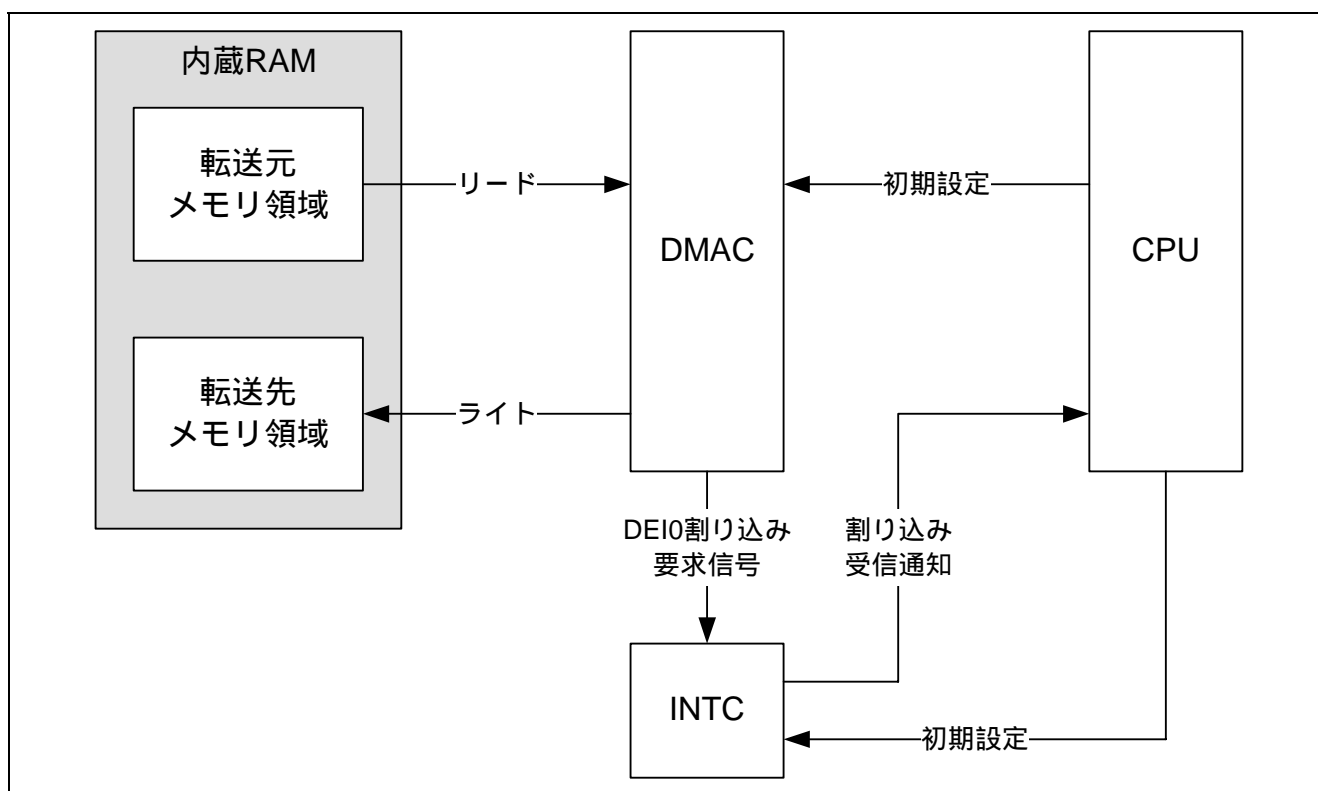 内蔵RAM
転送元
メモリ領域
リード
DMAC
初期設定
CPU
転送先
メモリ領域
ライト
DEI0割り込み
要求信号
割り込み
受信通知
INTC
初期設定